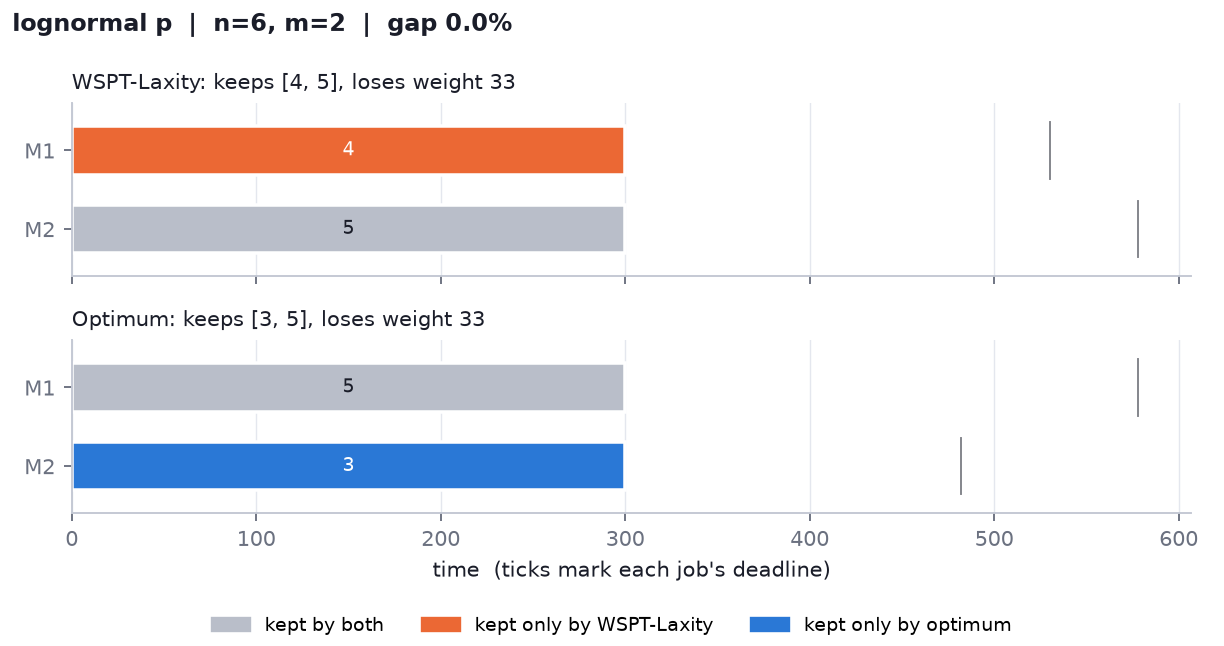 lognormal p | n=6, m=2 | gap 0.0%
WSPT-Laxity: keeps [4, 5], loses weight 33
M1
4
M2
5
Optimum: keeps [3, 5], loses weight 33
M1
5
M2
3
0 100 200 300 400 500 600
time (ticks mark each job's deadline)
kept by both kept only by WSPT-Laxity kept only by optimum